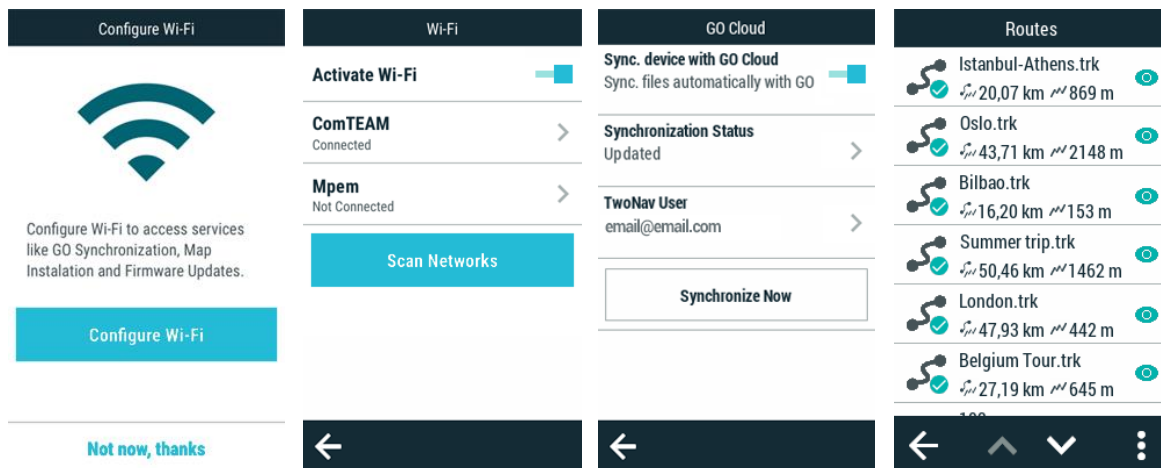 Configure Wi-Fi
Configure Wi-Fi to access services
like GO Synchronization, Map
Instalation and Firmware Updates.
Configure Wi-Fi
Not now, thanks
Wi-Fi
Activate Wi-Fi
ComTEAM
Connected
Mpem
Not Connected
Scan Networks
GO Cloud
Sync. device with GO Cloud
Sync. files automatically with GO
Synchronization Status
Updated
TwoNav User
email@email.com
Synchronize Now
Routes
Istanbul-Athens.trk
20,07 km 869 m
Oslo.trk
43,71 km 2148 m
Bilbao.trk
16,20 km 153 m
Summer trip.trk
50,46 km 1462 m
London.trk
47,93 km 442 m
Belgium Tour.trk
27,19 km 645 m